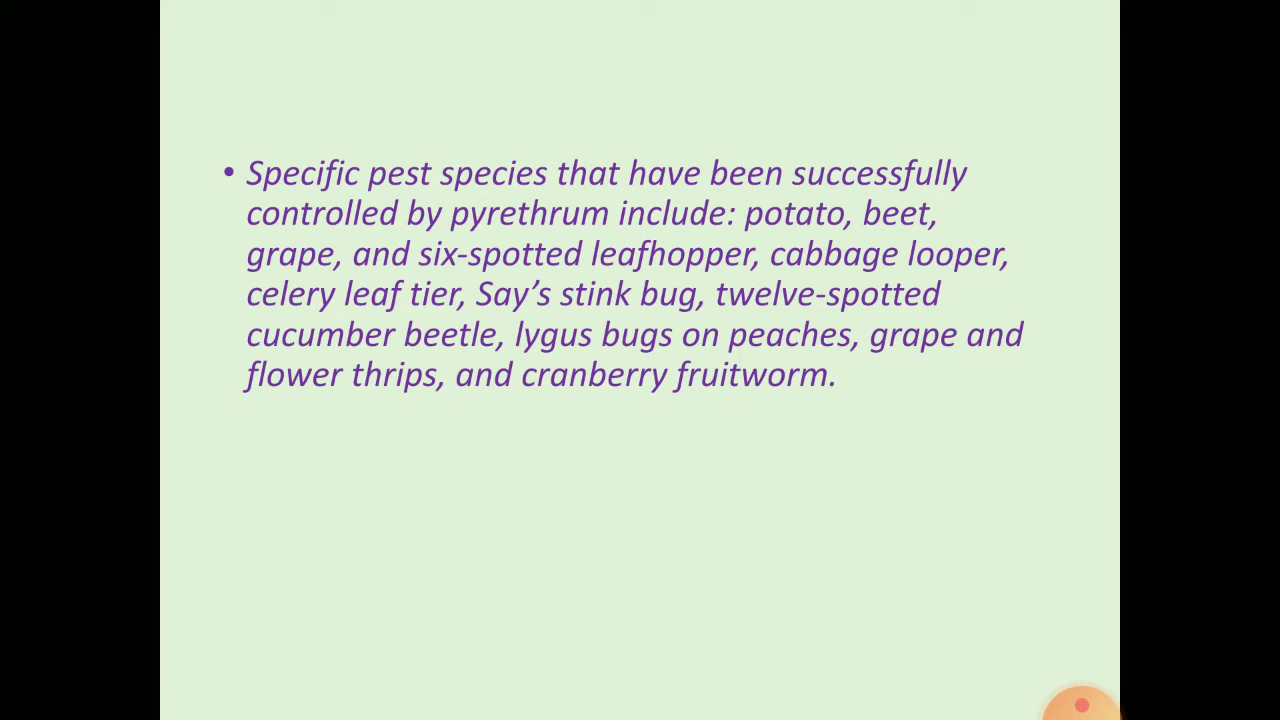 • Specific pest species that have been successfully
controlled by pyrethrum include: potato, beet,
grape, and six-spotted leafhopper, cabbage looper,
celery leaf tier, Say’s stink bug, twelve-spotted
cucumber beetle, lygus bugs on peaches, grape and
flower thrips, and cranberry fruitworm.